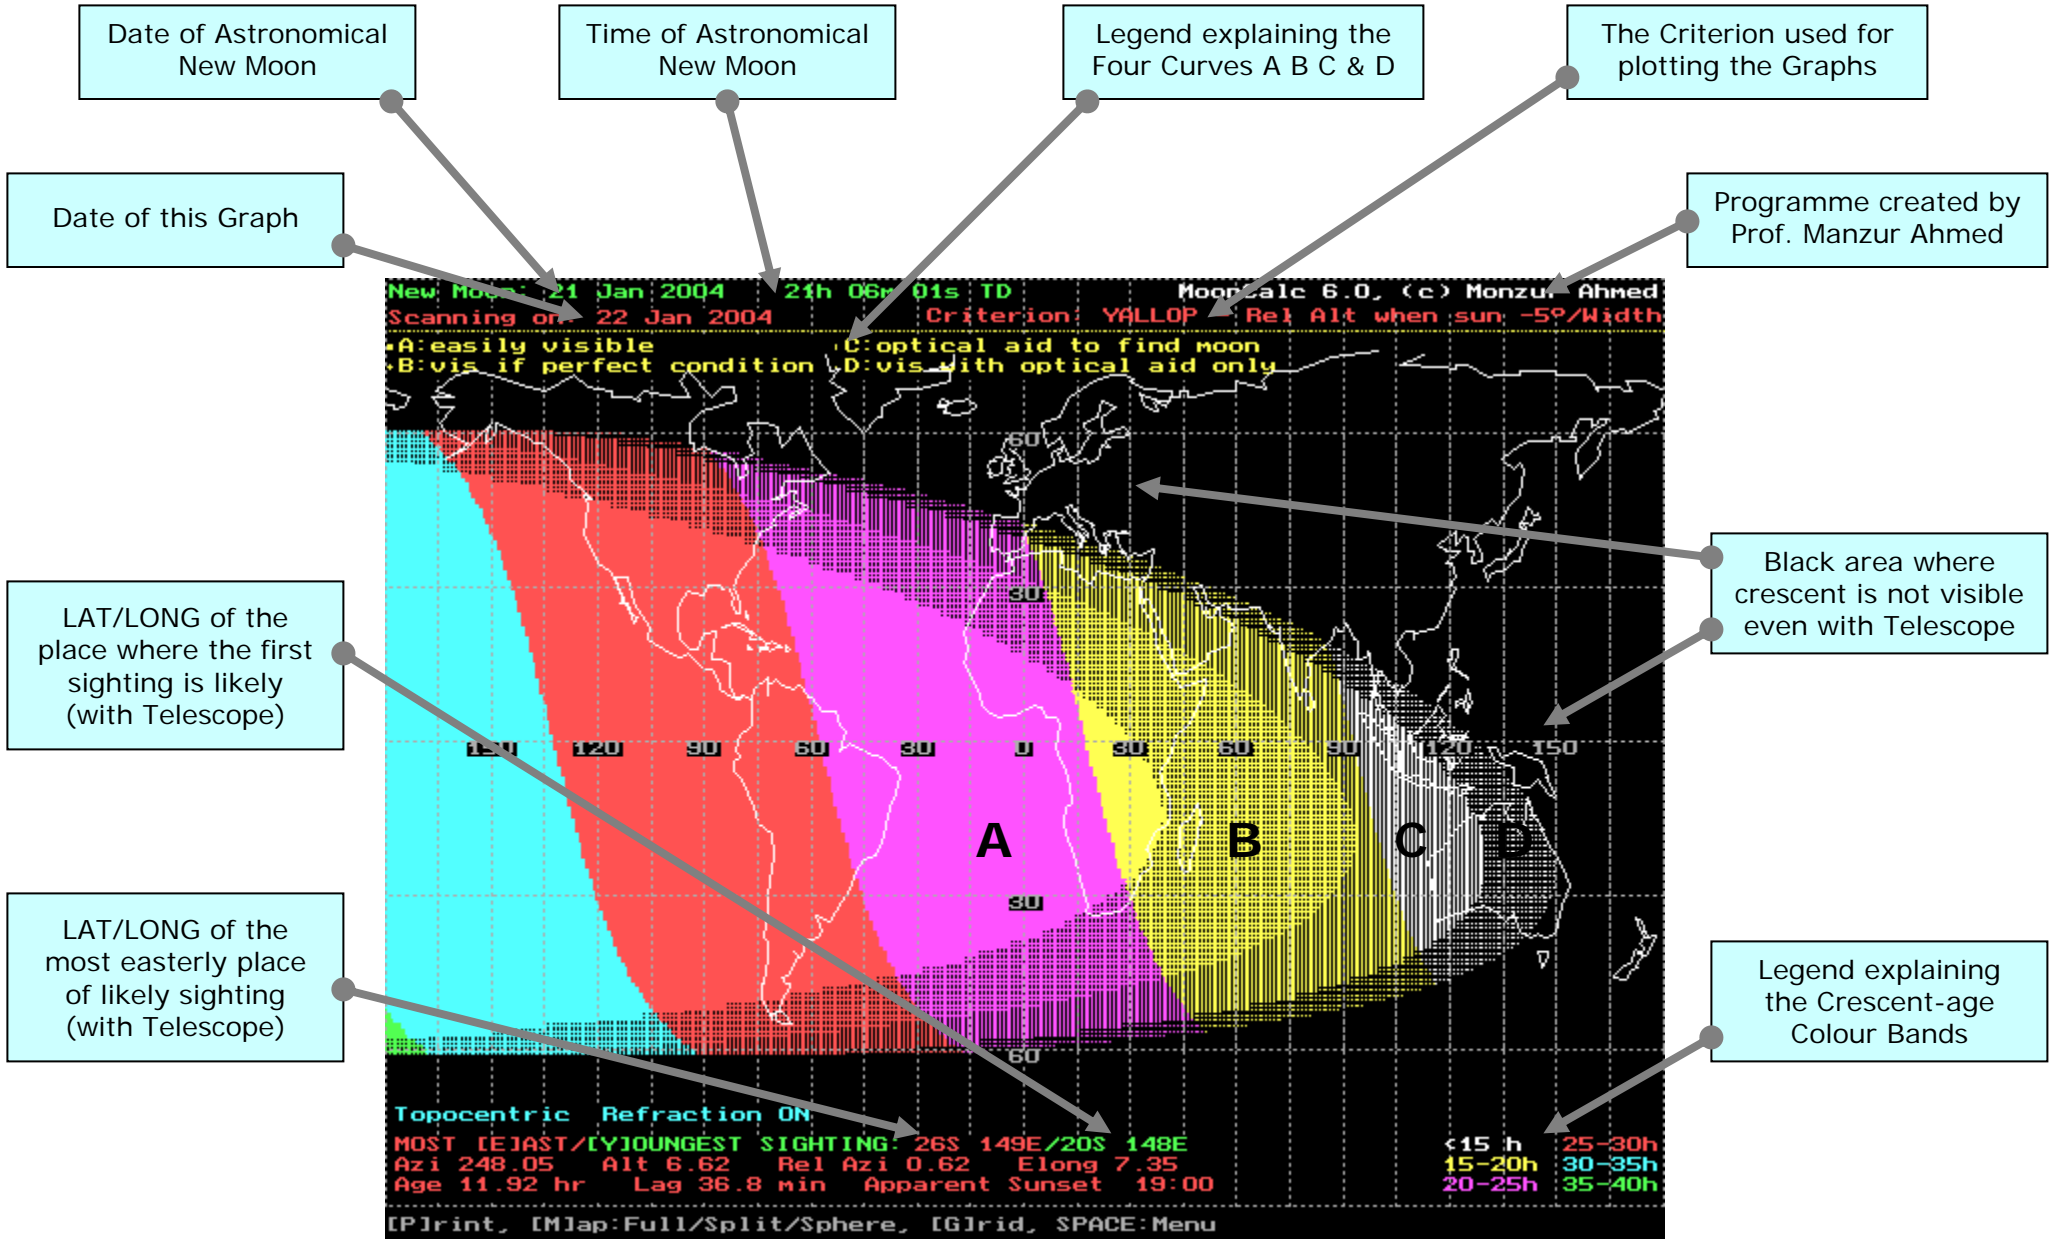 Date of Astronomical
New Moon
Time of Astronomical
New Moon
Legend explaining the
Four Curves A B C & D
The Criterion used for
plotting the Graphs
Date of this Graph
Programme created by
Prof. Manzur Ahmed
New Moon: 21 Jan 2004 21h 06m 01s TD
MoonCalc 6.0, (c) Monzur Ahmed
Scanning on: 22 Jan 2004
Criterion: YALLOP - Rel Alt when sun -5º/Width
A:easily visible
C:optical aid to find moon
B:vis if perfect condition
D:vis with optical aid only
60
Black area where
crescent is not visible
even with Telescope
30
LAT/LONG of the
place where the first
sighting is likely
(with Telescope)
150 120 90 60 30 0 30 60 90 120 150
A B C D
30
LAT/LONG of the
most easterly place
of likely sighting
(with Telescope)
Legend explaining
the Crescent-age
Colour Bands
60
Topocentric Refraction ON
MOST [E]AST/[Y]OUNGEST SIGHTING: 26S 149E/20S 148E
Azi 248.05 Alt 6.62 Rel Azi 0.62 Elong 7.35
Age 11.92 hr Lag 36.8 min Apparent Sunset 19:00
<15 h 25-30h
15-20h 30-35h
20-25h 35-40h
[P]rint, [M]ap:Full/Split/Sphere, [G]rid, SPACE:Menu